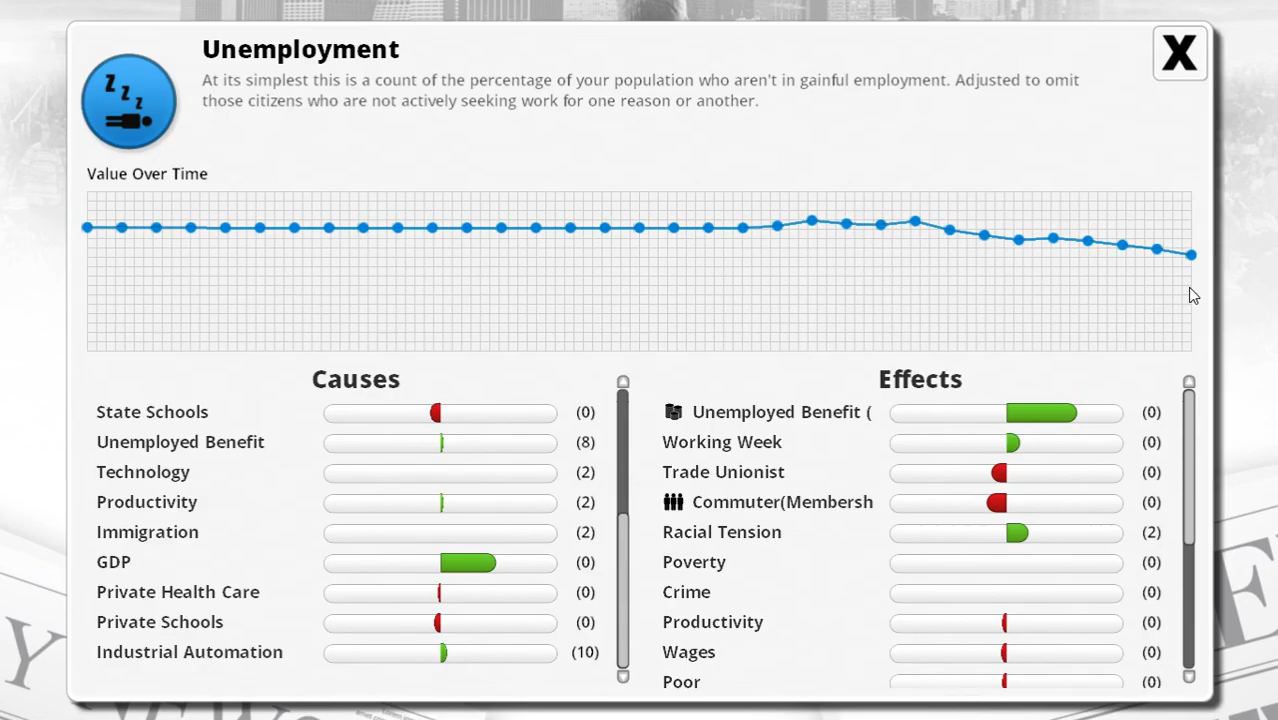 Unemployment
X
At its simplest this is a count of the percentage of your population who aren't in gainful employment. Adjusted to omit
those citizens who are not actively seeking work for one reason or another.
Value Over Time
Causes
State Schools (0)
Unemployed Benefit (8)
Technology (2)
Productivity (2)
Immigration (2)
GDP (0)
Private Health Care (0)
Private Schools (0)
Industrial Automation (10)
Effects
Unemployed Benefit ( (0)
Working Week (0)
Trade Unionist (0)
Commuter(Membersh (0)
Racial Tension (2)
Poverty (0)
Crime (0)
Productivity (0)
Wages (0)
Poor (0)